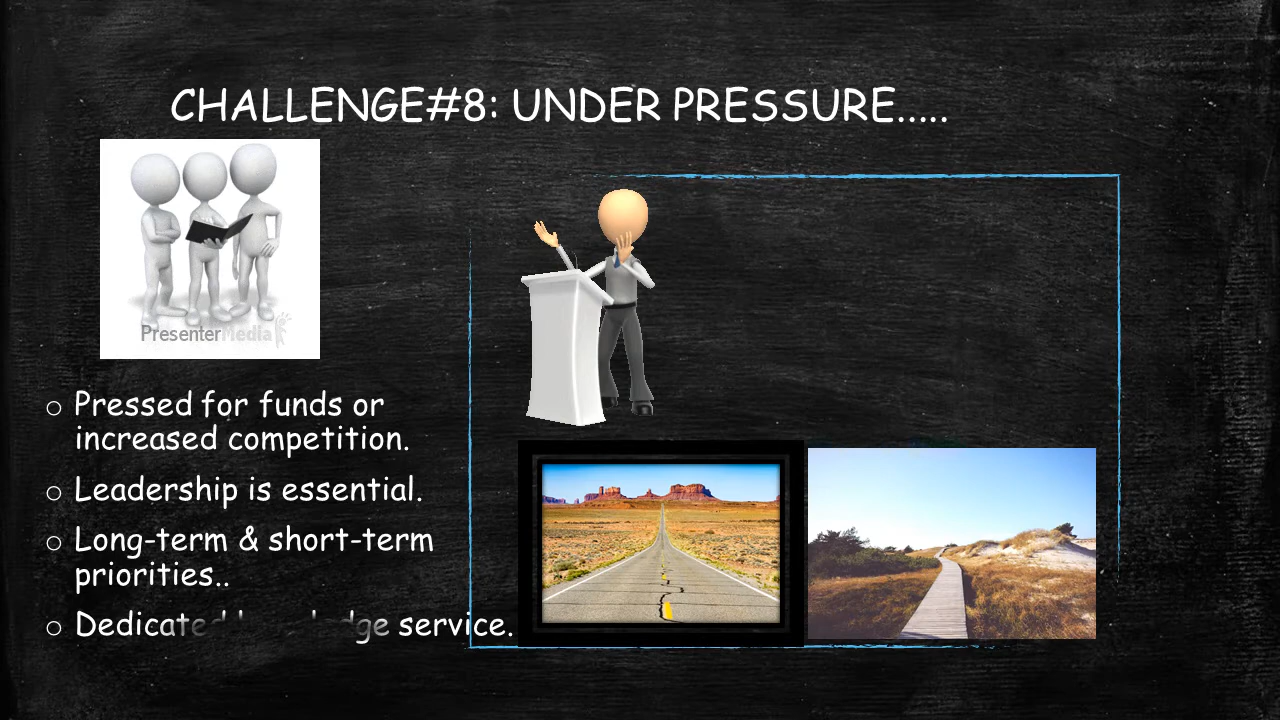 CHALLENGE#8: UNDER PRESSURE.....
PresenterMedia
o Pressed for funds or
increased competition.
o Leadership is essential.
o Long-term & short-term
priorities..
o service.